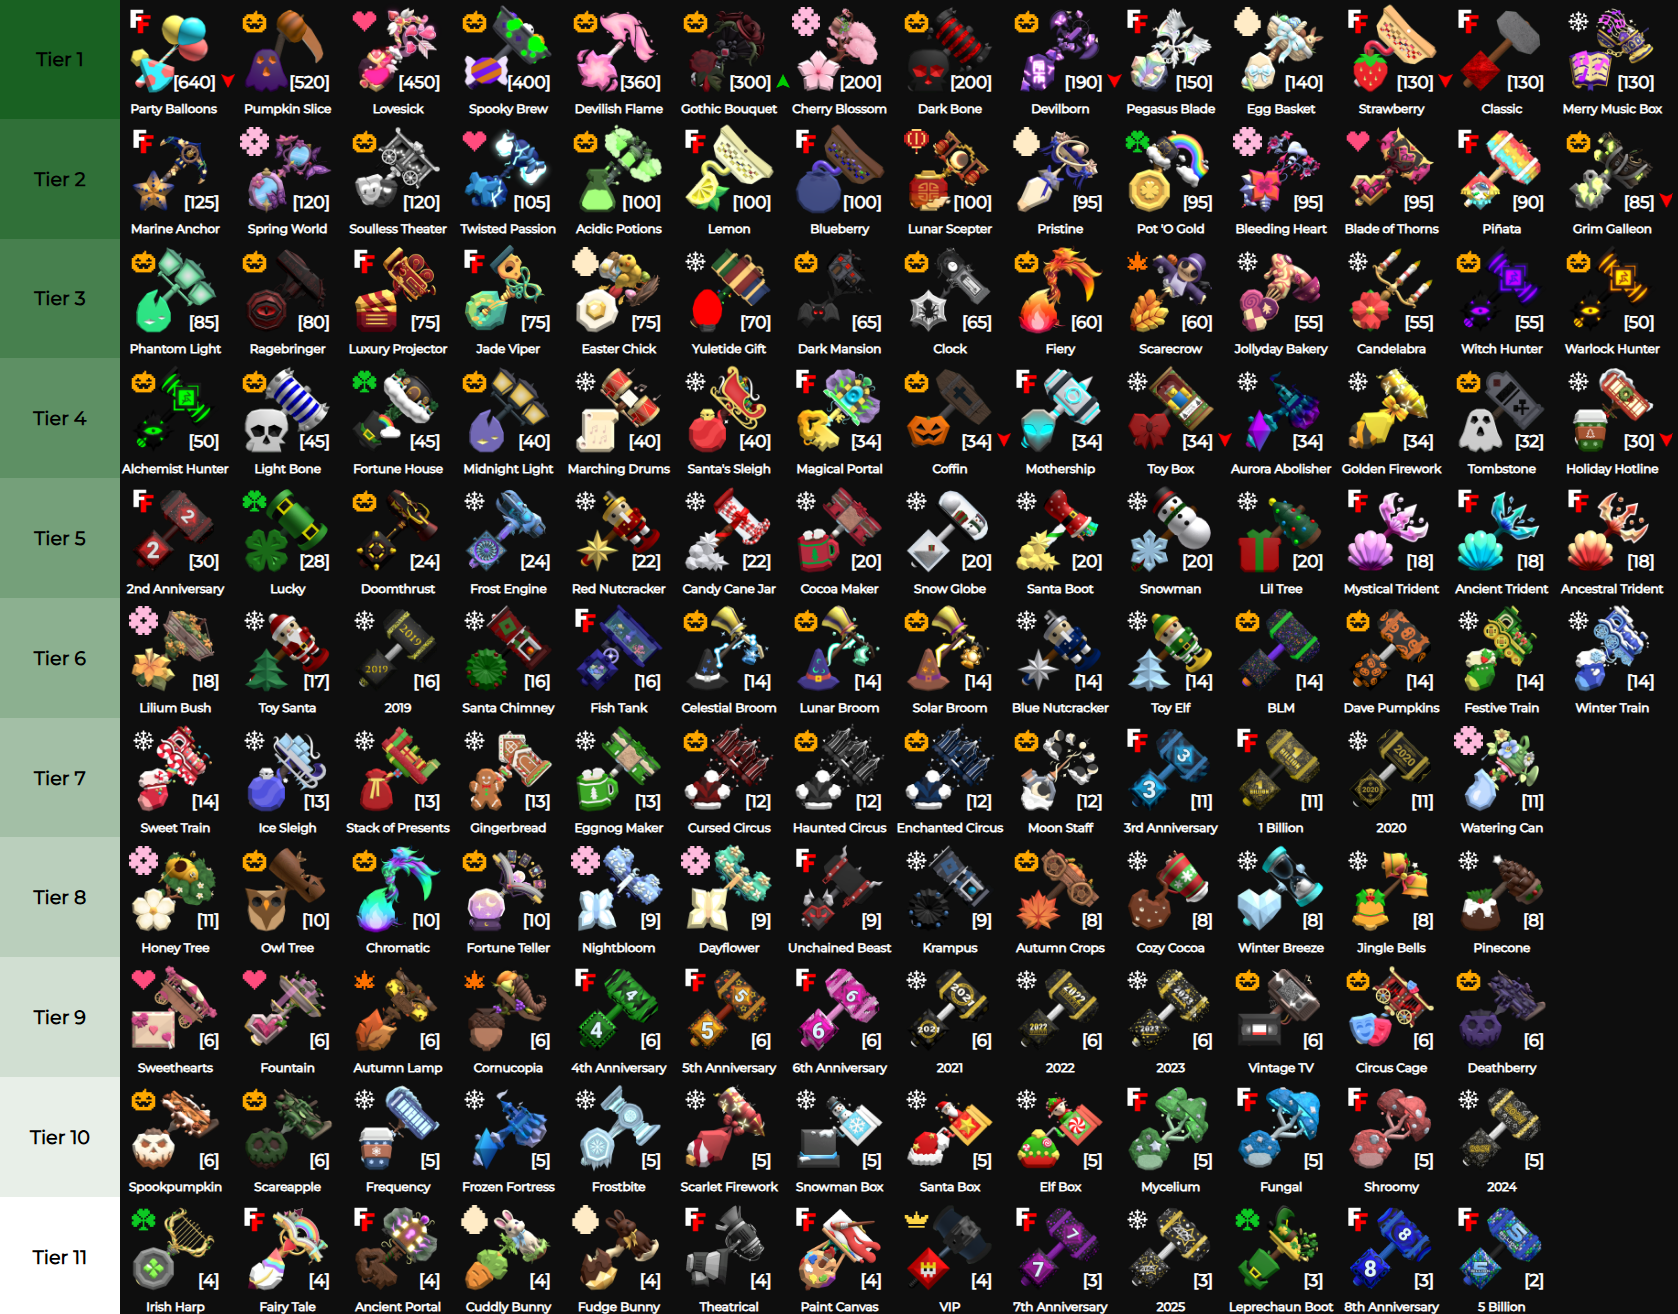 Tier 1
[640] [520] [450] [400] [360] [300] [200] [200] [190] [150] [140] [130] [130] [130]
Party Balloons Pumpkin Slice Lovesick Spooky Brew Devilish Flame Gothic Bouquet Cherry Blossom Dark Bone Devilborn Pegasus Blade Egg Basket Strawberry Classic Merry Music Box
Tier 2
[125] [120] [120] [105] [100] [100] [100] [100] [95] [95] [95] [95] [90] [85]
Marine Anchor Spring World Soulless Theater Twisted Passion Acidic Potions Lemon Blueberry Lunar Scepter Pristine Pot 'O Gold Bleeding Heart Blade of Thorns Piñata Grim Galleon
Tier 3
[85] [80] [75] [75] [75] [70] [65] [65] [60] [60] [55] [55] [55] [50]
Phantom Light Ragebringer Luxury Projector Jade Viper Easter Chick Yuletide Gift Dark Mansion Clock Fiery Scarecrow Jollyday Bakery Candelabra Witch Hunter Warlock Hunter
Tier 4
[50] [45] [45] [40] [40] [40] [34] [34] [34] [34] [34] [34] [32] [30]
Alchemist Hunter Light Bone Fortune House Midnight Light Marching Drums Santa's Sleigh Magical Portal Coffin Mothership Toy Box Aurora Abolisher Golden Firework Tombstone Holiday Hotline
Tier 5
[30] [28] [24] [24] [22] [22] [20] [20] [20] [20] [20] [18] [18] [18]
2nd Anniversary Lucky Doomthrust Frost Engine Red Nutcracker Candy Cane Jar Cocoa Maker Snow Globe Santa Boot Snowman Lil Tree Mystical Trident Ancient Trident Ancestral Trident
Tier 6
[18] [17] [16] [16] [16] [14] [14] [14] [14] [14] [14] [14] [14] [14]
Lilium Bush Toy Santa 2019 Santa Chimney Fish Tank Celestial Broom Lunar Broom Solar Broom Blue Nutcracker Toy Elf BLM Dave Pumpkins Festive Train Winter Train
Tier 7
[14] [13] [13] [13] [13] [12] [12] [12] [12] [11] [11] [11] [11]
Sweet Train Ice Sleigh Stack of Presents Gingerbread Eggnog Maker Cursed Circus Haunted Circus Enchanted Circus Moon Staff 3rd Anniversary 1 Billion 2020 Watering Can
Tier 8
[11] [10] [10] [10] [9] [9] [9] [9] [8] [8] [8] [8] [8]
Honey Tree Owl Tree Chromatic Fortune Teller Nightbloom Dayflower Unchained Beast Krampus Autumn Crops Cozy Cocoa Winter Breeze Jingle Bells Pinecone
Tier 9
[6] [6] [6] [6] [6] [6] [6] [6] [6] [6] [6] [6] [6]
Sweethearts Fountain Autumn Lamp Cornucopia 4th Anniversary 5th Anniversary 6th Anniversary 2021 2022 2023 Vintage TV Circus Cage Deathberry
Tier 10
[6] [6] [5] [5] [5] [5] [5] [5] [5] [5] [5] [5] [5]
Spookpumpkin Scareapple Frequency Frozen Fortress Frostbite Scarlet Firework Snowman Box Santa Box Elf Box Mycelium Fungal Shroomy 2024
Tier 11
[4] [4] [4] [4] [4] [4] [4] [4] [3] [3] [3] [3] [2]
Irish Harp Fairy Tale Ancient Portal Cuddly Bunny Fudge Bunny Theatrical Paint Canvas VIP 7th Anniversary 2025 Leprechaun Boot 8th Anniversary 5 Billion